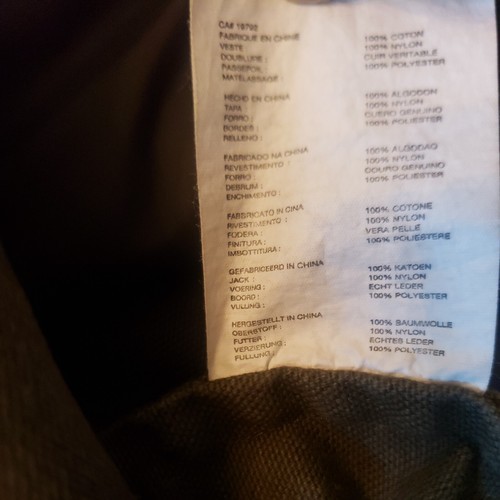 CA# 19702
FABRIQUE EN CHINE
VESTE 100% COTON
DOUBLURE : 100% NYLON
PASSEPOIL CUIR VERITABLE
MATELASSAGE : 100% POLYESTER
HECHO EN CHINA
TAPA 100% ALGODON
FORRO : 100% NYLON
BORDES : CUERO GENUINO
RELLENO : 100% POLIESTER
FABRICADO NA CHINA
REVESTIMENTO : 100% ALGODAO
FORRO 100% NYLON
DEBRUM : COURO GENUINO
ENCHIMENTO : 100% POLIESTER
FABBRICATO IN CINA
RIVESTIMENTO : 100% COTONE
FODERA : 100% NYLON
FINITURA : VERA PELLE
IMBOTTITURA : 100% POLIESTERE
GEFABRICEERD IN CHINA
JACK : 100% KATOEN
VOERING : 100% NYLON
BOORD : ECHT LEDER
VULLING : 100% POLYESTER
HERGESTELLT IN CHINA
OBERSTOFF : 100% BAUMWOLLE
FUTTER : 100% NYLON
VERZIERUNG : ECHTES LEDER
FULLUNG : 100% POLYESTER